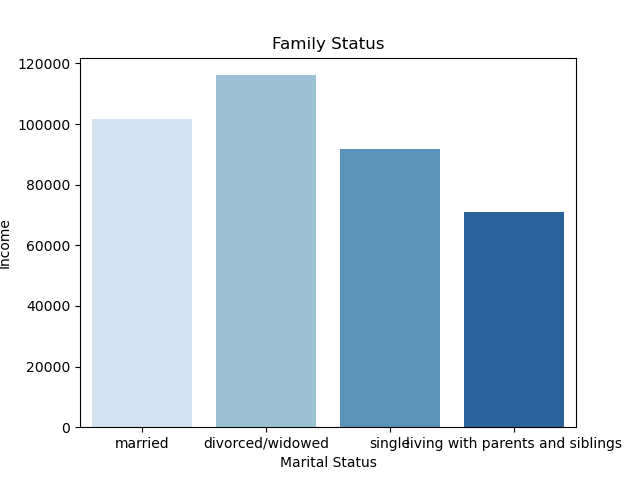 Family Status
120000
100000
80000
60000
40000
20000
0
Income
married
divorced/widowed
single
living with parents and siblings
Marital Status